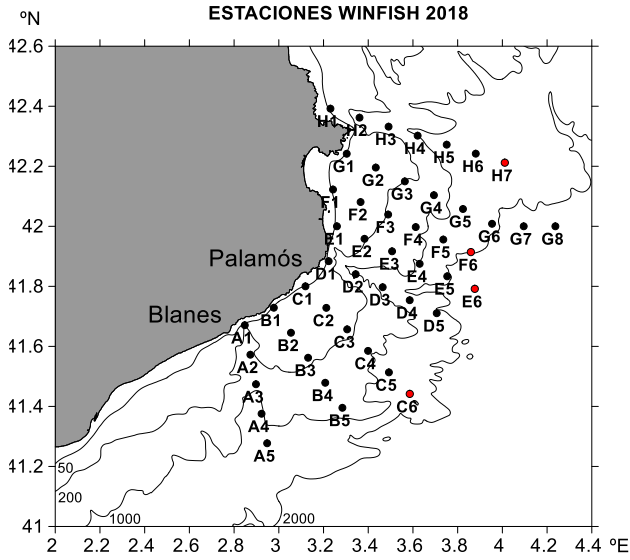 ESTACIONES WINFISH 2018
ºN
42.6
42.4
H1 H2 H3 H4 H5 H6 H7
42.2
G1 G2 G3 G4 G5 G6 G7 G8
F1 F2 F3 F4 F5 F6
42
E1 E2 E3 E4 E5 E6
Palamós
D1 D2 D3 D4 D5
41.8
C1 C2 C3 C4 C5 C6
Blanes
B1 B2 B3 B4 B5
41.6
A1 A2 A3 A4 A5
41.4
41.2
50
200
1000
2000
41
2 2.2 2.4 2.6 2.8 3 3.2 3.4 3.6 3.8 4 4.2 4.4 ºE